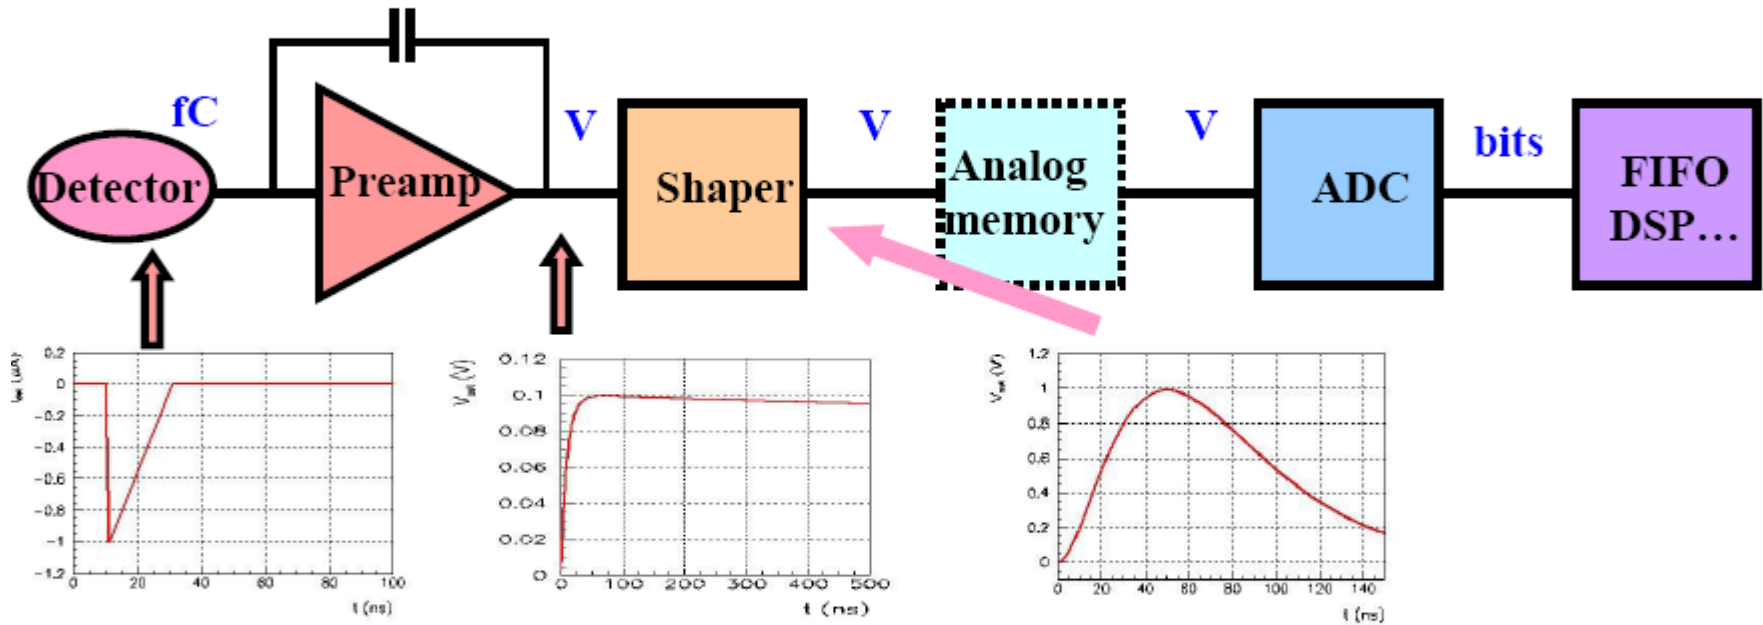 fC
V
V
V
bits
Detector
Preamp
Shaper
Analog
memory
ADC
FIFO
DSP...
0.2
0
-0.2
-0.4
-0.6
-0.8
-1
-1.2
0 20 40 60 80 100
t (ns)
V (V)
0.12
0.1
0.08
0.06
0.04
0.02
0
0 100 200 300 400 500
t (ns)
V (V)
1.2
1
0.8
0.6
0.4
0.2
0
0 20 40 60 80 100 120 140
t (ns)